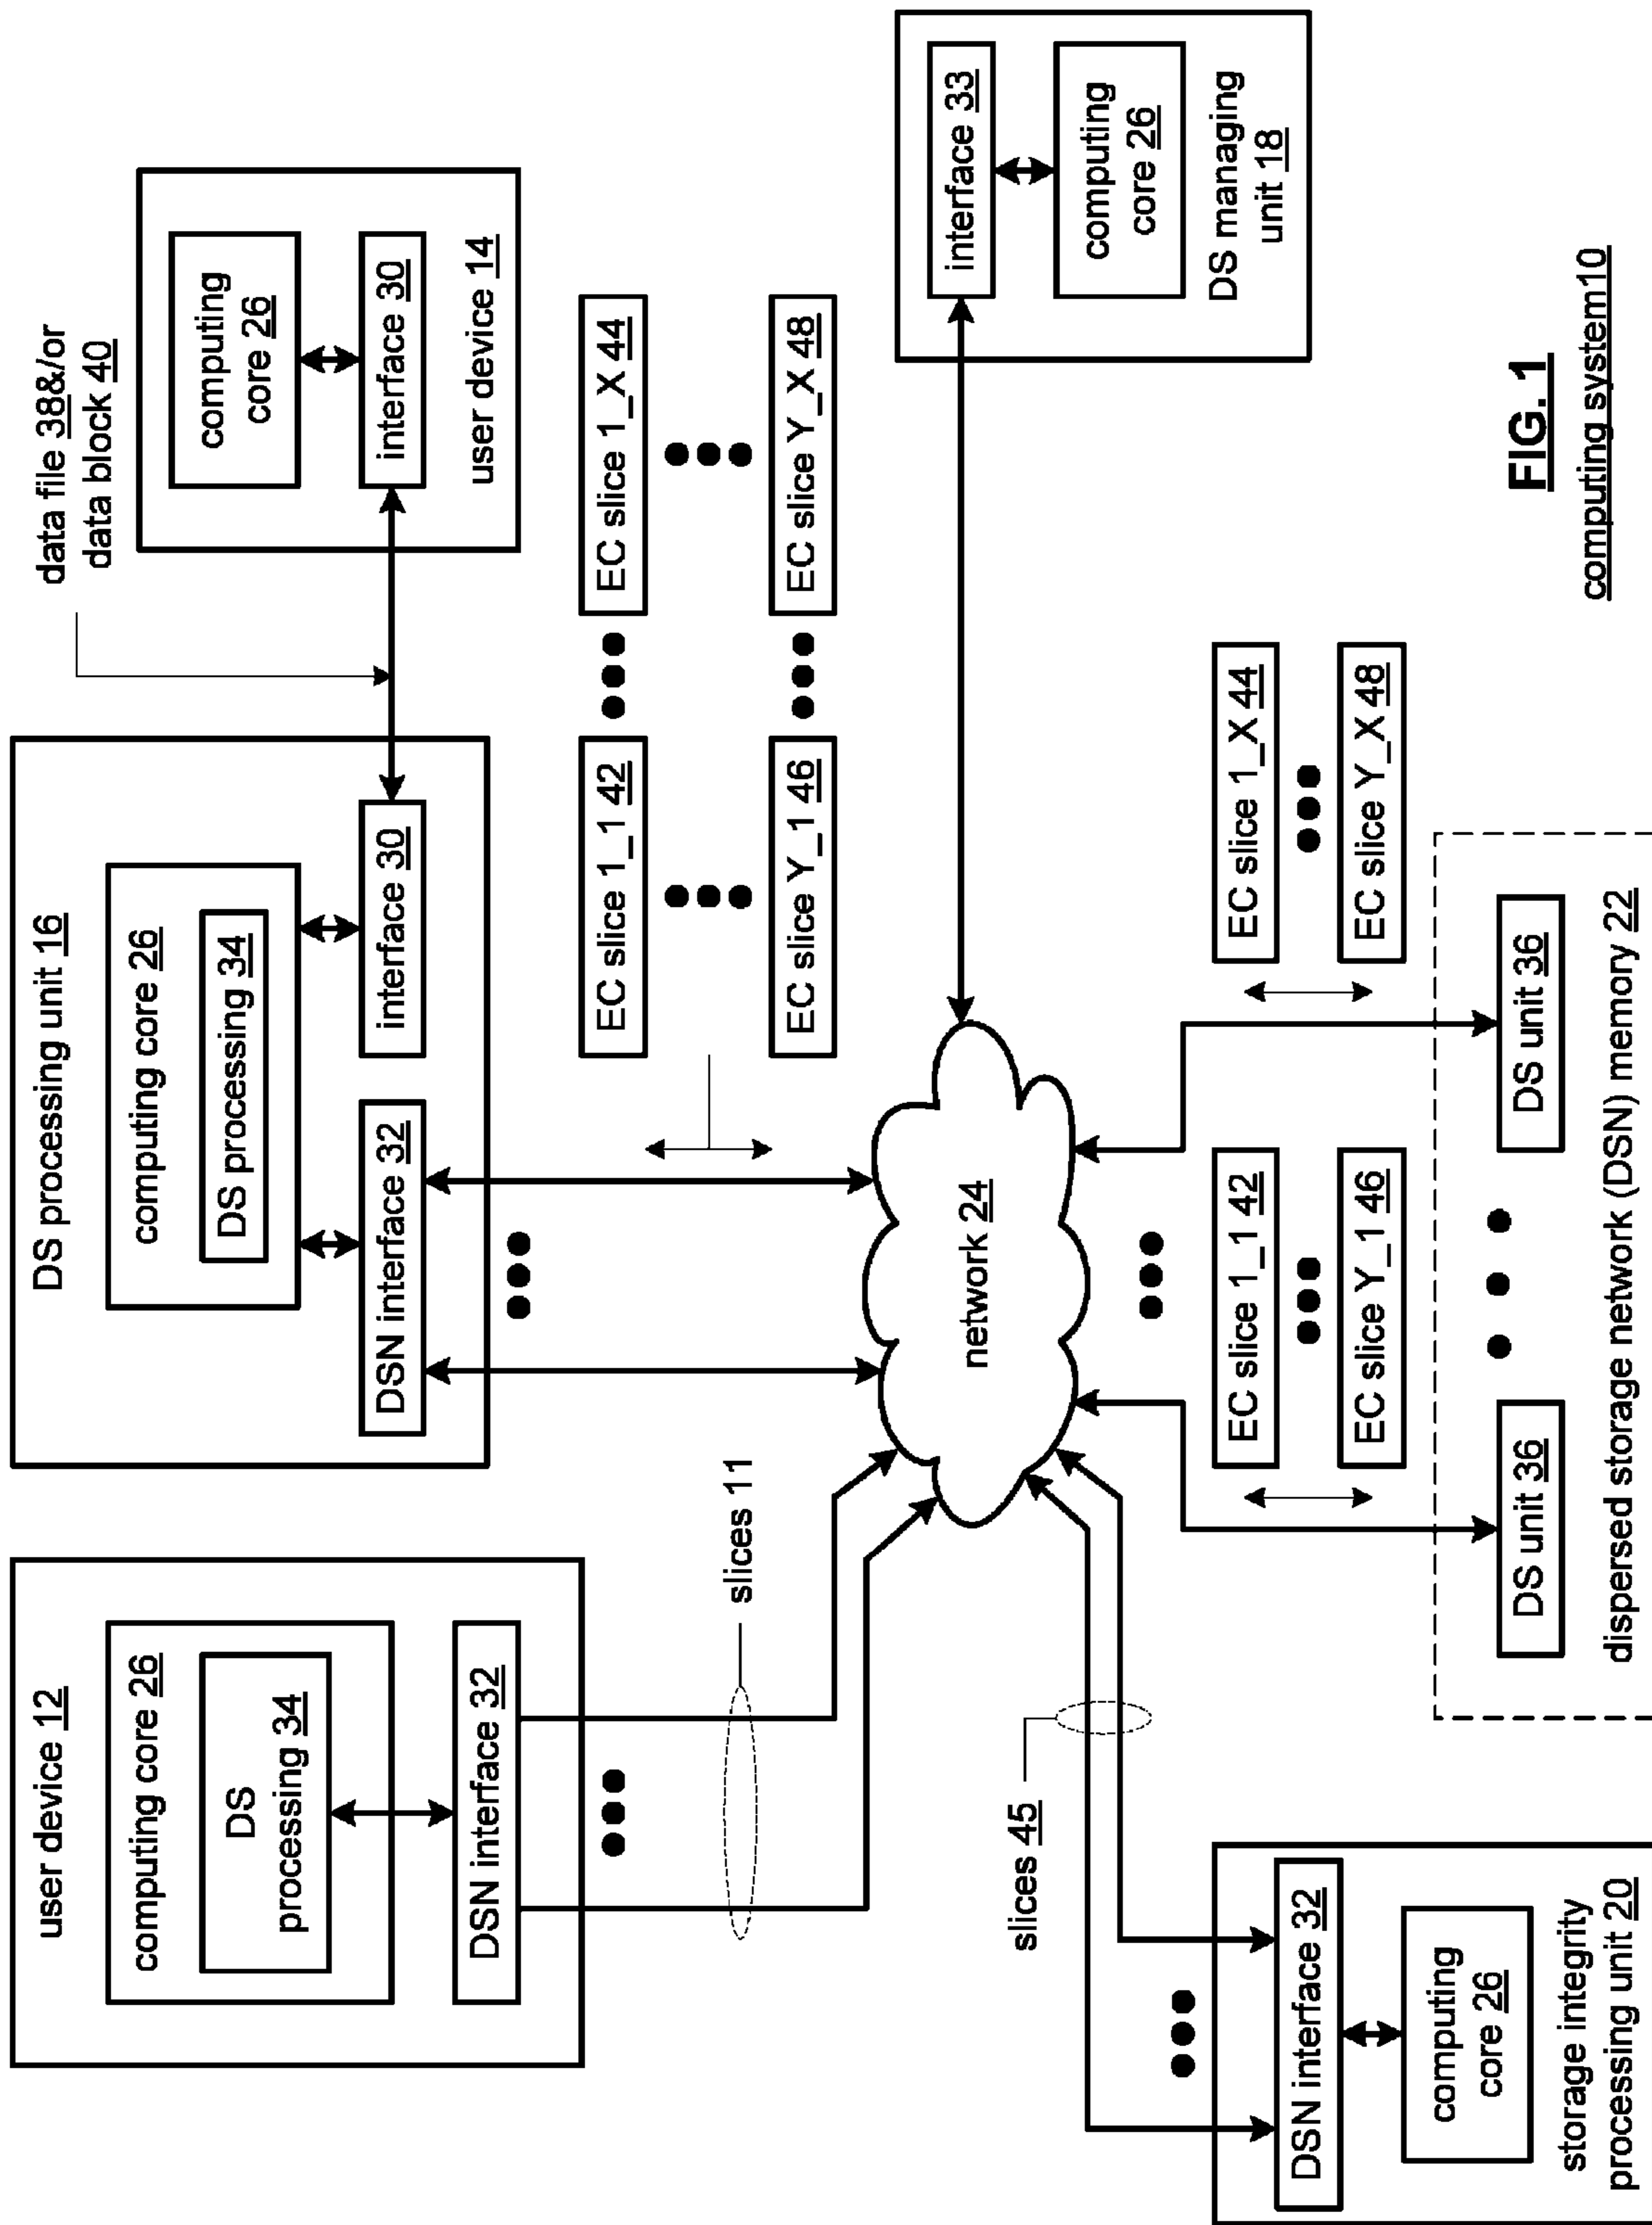 user device 12
computing core 26
DS
processing 34
DSN interface 32
slices 11
DS processing unit 16
computing core 26
DS processing 34
DSN interface 32
interface 30
data file 38&/or
data block 40
computing
core 26
interface 30
user device 14
EC slice 1_1 42
EC slice 1_X 44
EC slice Y_1 46
EC slice Y_X 48
network 24
interface 33
computing
core 26
DS managing
unit 18
slices 45
DSN interface 32
computing
core 26
storage integrity
processing unit 20
EC slice 1_1 42
EC slice Y_1 46
EC slice 1_X 44
EC slice Y_X 48
DS unit 36
DS unit 36
dispersed storage network (DSN) memory 22
FIG. 1
computing system10